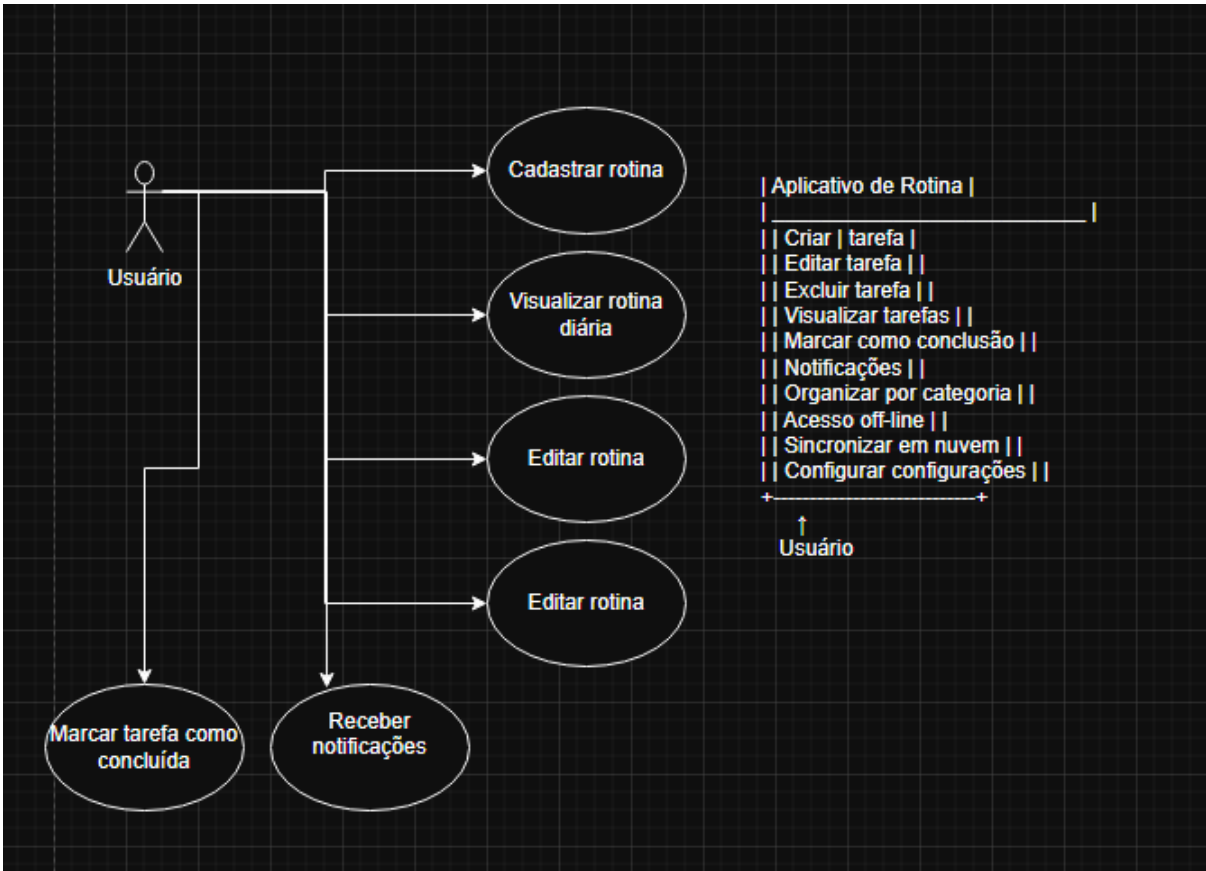 Usuário
Cadastrar rotina
Visualizar rotina
diária
Editar rotina
Editar rotina
Marcar tarefa como
concluída
Receber
notificações
| Aplicativo de Rotina |
| ____________________________ |
| | Criar | tarefa |
| | Editar tarefa | |
| | Excluir tarefa | |
| | Visualizar tarefas | |
| | Marcar como conclusão | |
| | Notificações | |
| | Organizar por categoria | |
| | Acesso off-line | |
| | Sincronizar em nuvem | |
| | Configurar configurações | |
+----------------------------+
↑
Usuário